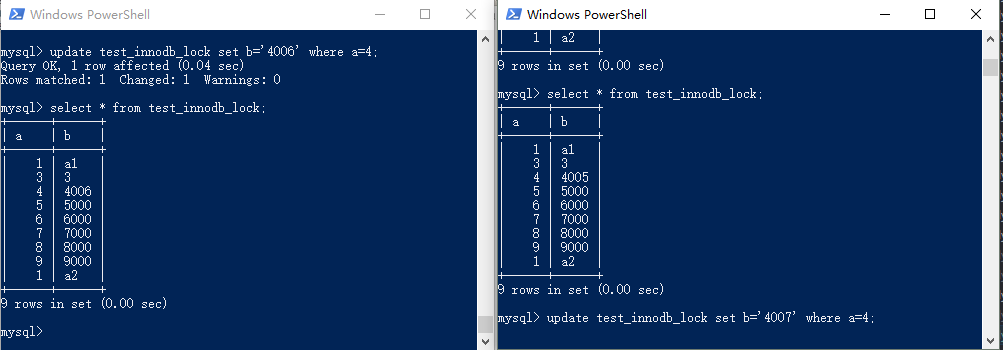 Windows PowerShell
mysql> update test_innodb_lock set b='4006' where a=4;
Query OK, 1 row affected (0.04 sec)
Rows matched: 1  Changed: 1  Warnings: 0
mysql> select * from test_innodb_lock;
| a | b |
| 1 | a1 |
| 3 | 3 |
| 4 | 4006 |
| 5 | 5000 |
| 6 | 6000 |
| 7 | 7000 |
| 8 | 8000 |
| 9 | 9000 |
| 1 | a2 |
9 rows in set (0.00 sec)
mysql>
Windows PowerShell
| 1 | a2 |
9 rows in set (0.00 sec)
mysql> select * from test_innodb_lock;
| a | b |
| 1 | a1 |
| 3 | 3 |
| 4 | 4005 |
| 5 | 5000 |
| 6 | 6000 |
| 7 | 7000 |
| 8 | 8000 |
| 9 | 9000 |
| 1 | a2 |
9 rows in set (0.00 sec)
mysql> update test_innodb_lock set b='4007' where a=4;